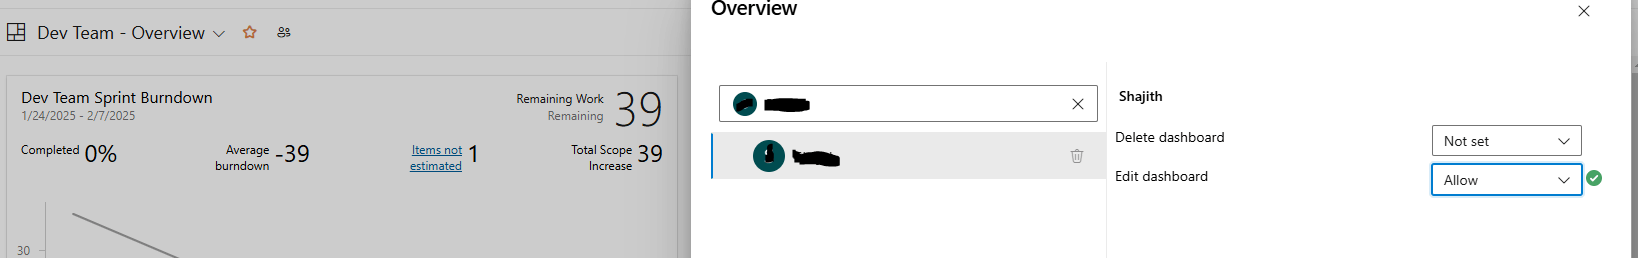 Dev Team - Overview
Dev Team Sprint Burndown
1/24/2025 - 2/7/2025
Remaining Work
Remaining
39
Completed 0%
Average
burndown
-39
Items not
estimated
1
Total Scope
Increase
39
30
Overview
Shajith
Delete dashboard
Not set
Edit dashboard
Allow